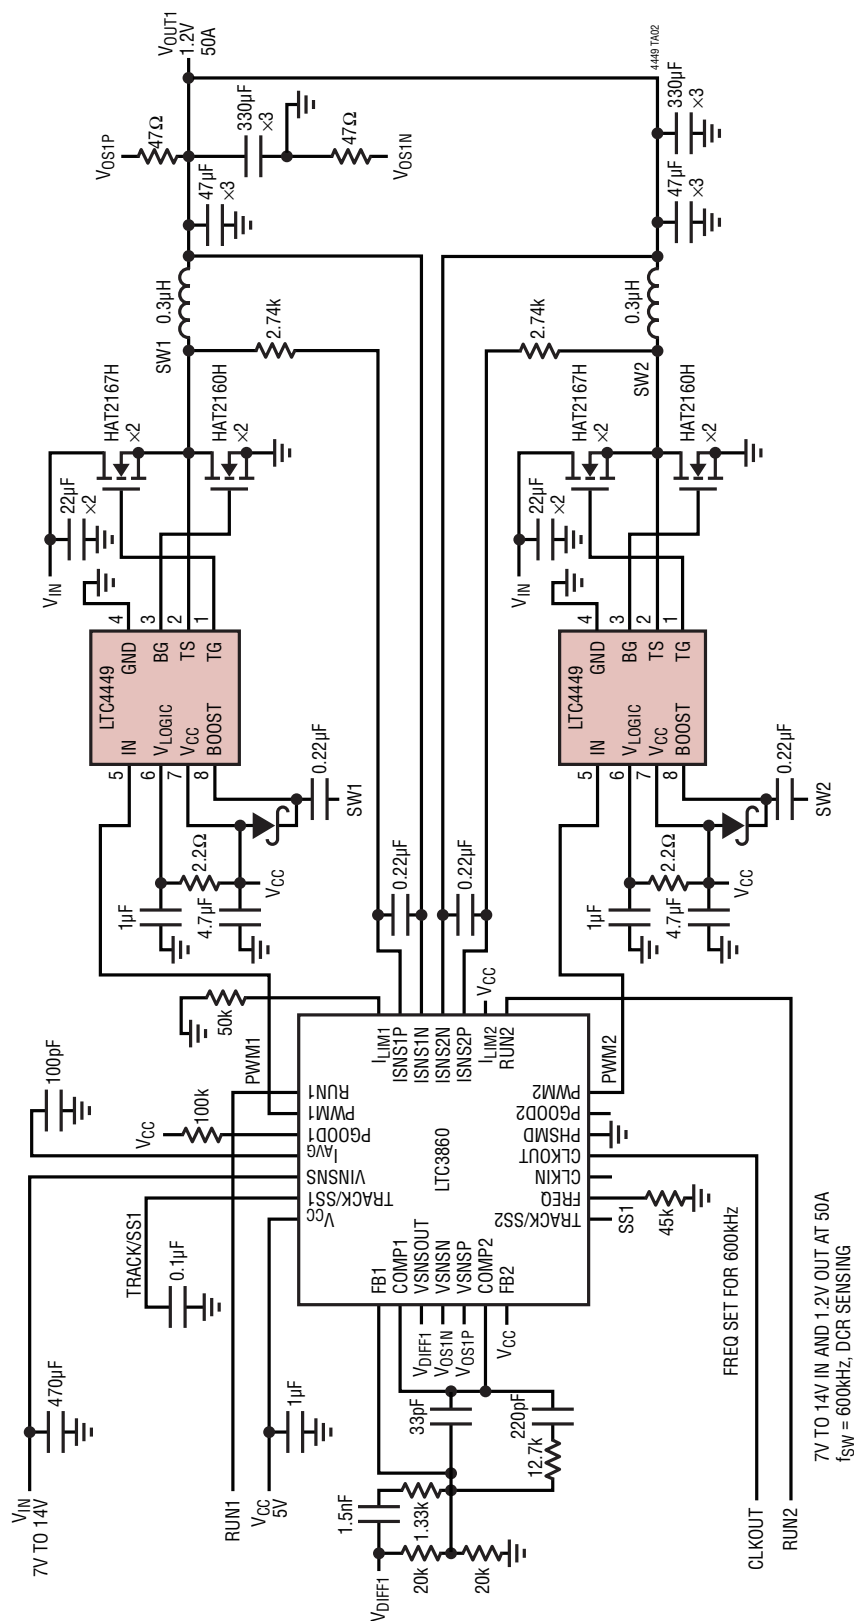 VIN
7V TO 14V
470µF
RUN1
VCC
5V
1µF
TRACK/SS1
0.1µF
100pF
VCC
100k
PWM1
50k
VCC
TRACK/SS1
VINSNS
IAVG
PGOOD1
PWM1
RUN1
LTC3860
FB1
COMP1
VSNSOUT
VSNSN
VSNSP
COMP2
FB2
ILIM1
ISNS1P
ISNS1N
ISNS2N
ISNS2P
ILIM2
RUN2
TRACK/SS2
FREQ
CLKIN
CLKOUT
PHSMD
PGOOD2
PWM2
VDIFF1
VOS1N
VOS1P
VCC
VCC
SS1
45k
PWM2
VDIFF1
1.5nF
1.33k
20k
20k
33pF
220pF
12.7k
FREQ SET FOR 600kHz
CLKOUT
RUN2
7V TO 14V IN AND 1.2V OUT AT 50A
fSW = 600kHz, DCR SENSING
1µF
2.2Ω
4.7µF
VCC
0.22µF
SW1
LTC4449
IN
VLOGIC
VCC
BOOST
GND
BG
TS
TG
5
6
7
8
4
3
2
1
VIN
22µF
×2
HAT2167H
×2
HAT2160H
×2
SW1
0.3µH
2.74k
0.22µF
47µF
×3
VOS1P
47Ω
330µF
×3
47Ω
VOS1N
VOUT1
1.2V
50A
0.22µF
2.74k
1µF
2.2Ω
4.7µF
VCC
0.22µF
SW2
LTC4449
IN
VLOGIC
VCC
BOOST
GND
BG
TS
TG
5
6
7
8
4
3
2
1
VIN
22µF
×2
HAT2167H
×2
HAT2160H
×2
SW2
0.3µH
47µF
×3
330µF
×3
4449 TA02